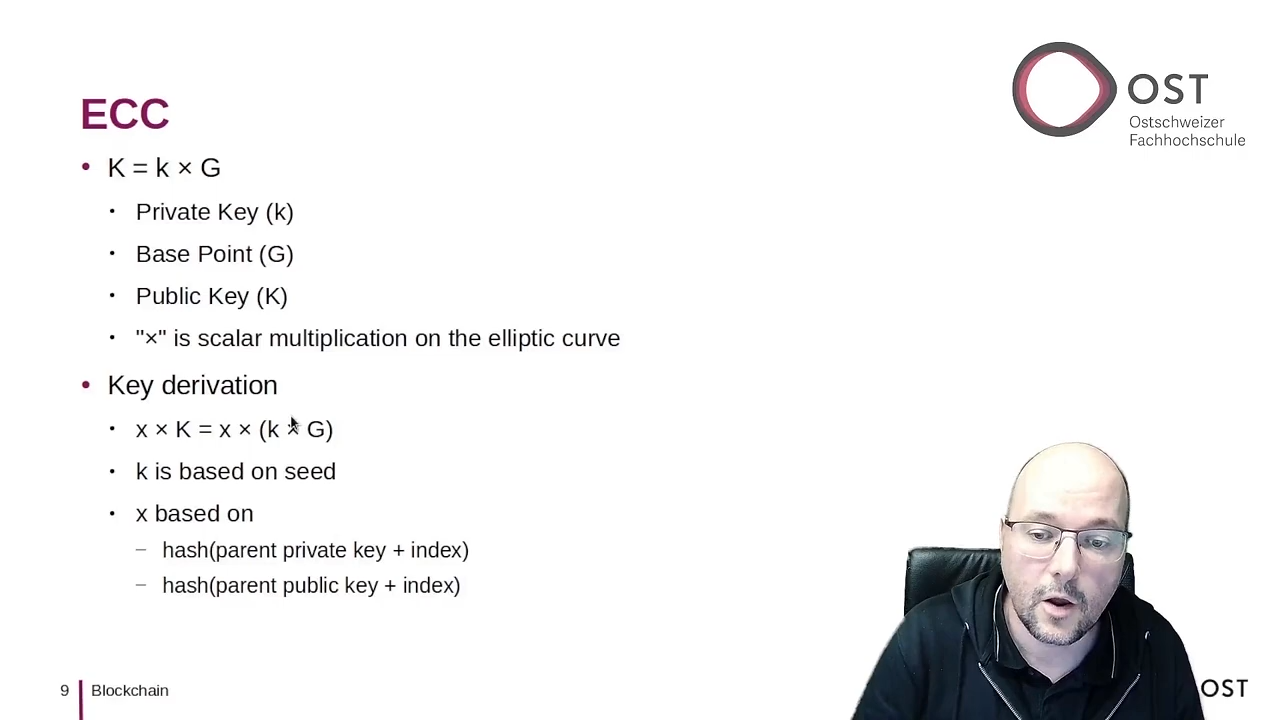 OST
Ostschweizer
Fachhochschule
ECC
• K = k × G
• Private Key (k)
• Base Point (G)
• Public Key (K)
• "×" is scalar multiplication on the elliptic curve
• Key derivation
• x × K = x × (k × G)
• k is based on seed
• x based on
– hash(parent private key + index)
– hash(parent public key + index)
9 Blockchain
OST